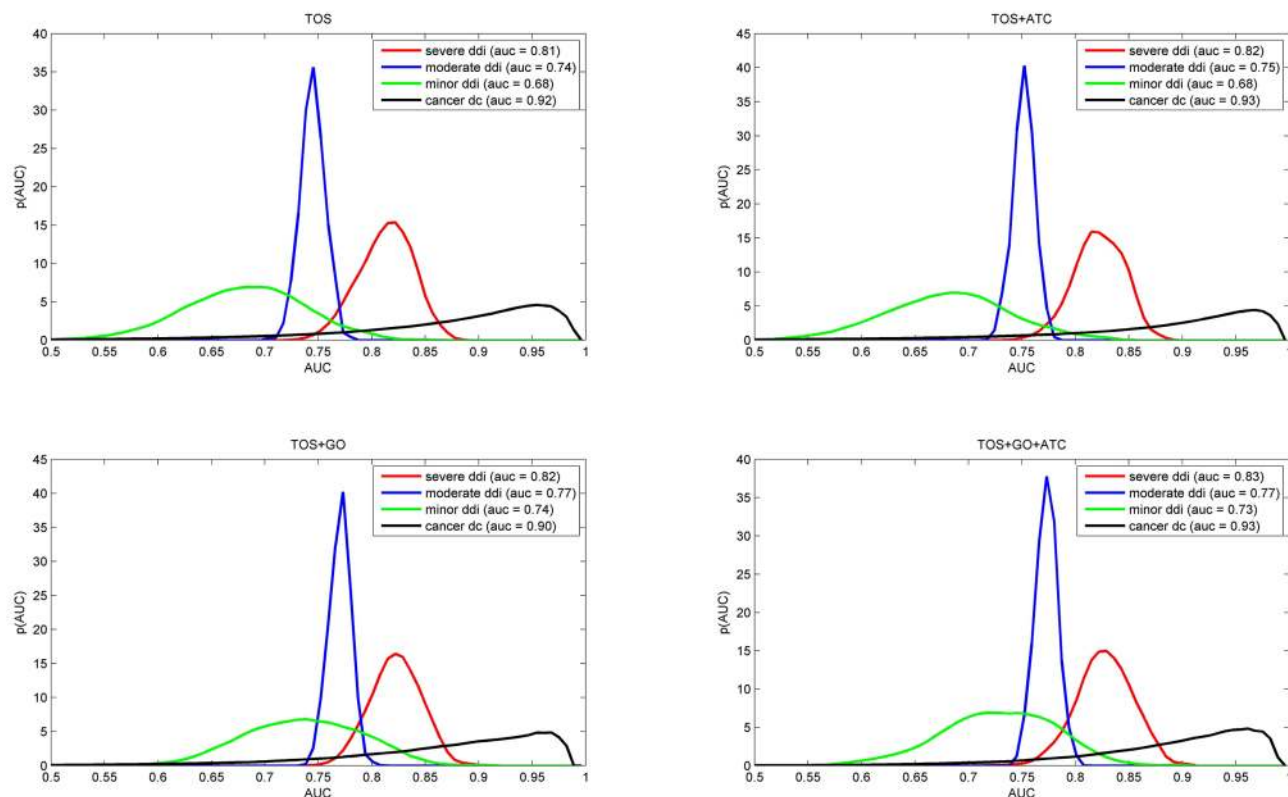 TOS
40
35
30
25
20
15
10
5
0
p(AUC)
severe ddi (auc = 0.81)
moderate ddi (auc = 0.74)
minor ddi (auc = 0.68)
cancer dc (auc = 0.92)
0.5 0.55 0.6 0.65 0.7 0.75 0.8 0.85 0.9 0.95 1
AUC
TOS+ATC
45
40
35
30
25
20
15
10
5
0
p(AUC)
severe ddi (auc = 0.82)
moderate ddi (auc = 0.75)
minor ddi (auc = 0.68)
cancer dc (auc = 0.93)
0.5 0.55 0.6 0.65 0.7 0.75 0.8 0.85 0.9 0.95
AUC
TOS+GO
45
40
35
30
25
20
15
10
5
0
p(AUC)
severe ddi (auc = 0.82)
moderate ddi (auc = 0.77)
minor ddi (auc = 0.74)
cancer dc (auc = 0.90)
0.5 0.55 0.6 0.65 0.7 0.75 0.8 0.85 0.9 0.95 1
AUC
TOS+GO+ATC
40
35
30
25
20
15
10
5
0
p(AUC)
severe ddi (auc = 0.83)
moderate ddi (auc = 0.77)
minor ddi (auc = 0.73)
cancer dc (auc = 0.93)
0.5 0.55 0.6 0.65 0.7 0.75 0.8 0.85 0.9 0.95
AUC